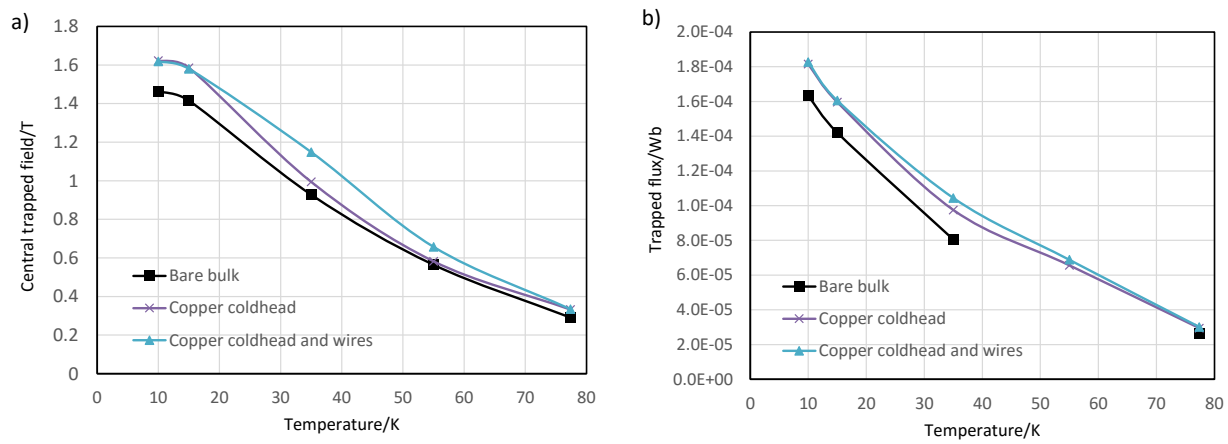 a)
1.8
1.6
1.4
1.2
1
0.8
0.6
0.4
0.2
0
Central trapped field/T
Bare bulk
Copper coldhead
Copper coldhead and wires
0 10 20 30 40 50 60 70 80
Temperature/K
b)
2.0E-04
1.8E-04
1.6E-04
1.4E-04
1.2E-04
1.0E-04
8.0E-05
6.0E-05
4.0E-05
2.0E-05
0.0E+00
Trapped flux/Wb
Bare bulk
Copper coldhead
Copper coldhead and wires
0 10 20 30 40 50 60 70 80
Temperature/K